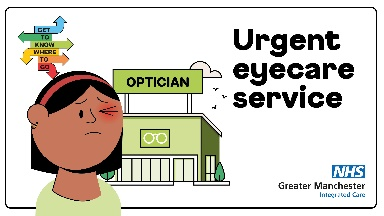 GET
TO
KNOW
WHERE
TO
GO
OPTICIAN
Urgent
eyecare
service
NHS
Greater Manchester
Integrated Care